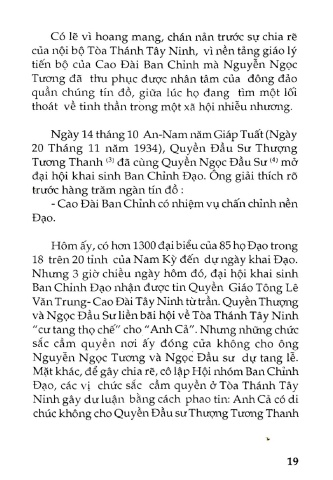 Có lẽ vì hoang mang, chán nản trước sự chia rẽ
của nội bộ Tòa Thánh Tây Ninh, vì nền tảng giáo lý
tiến bộ của Cao Đài Ban Chỉnh mà Nguyễn Ngọc
Tương đã thu phục được nhân tâm của đông đảo
quần chúng tín đồ, giữa lúc họ đang tìm một lối
thoát về tinh thần trong một xã hội nhiễu nhương.
Ngày 14 tháng 10 An-Nam năm Giáp Tuất (Ngày
20 Tháng 11 năm 1934), Quyền Đầu Sư Thượng
Tương Thanh (3) đã cùng Quyền Ngọc Đầu Sư (4) mở
đại hội khai sinh Ban Chỉnh Đạo. Ông giải thích rõ
trước hàng trăm ngàn tín đồ :
- Cao Đài Ban Chỉnh có nhiệm vụ chấn chỉnh nền
Đạo.
Hôm ấy, có hơn 1300 đại biểu của 85 họ Đạo trong
18 trên 20 tỉnh của Nam Kỳ đến dự ngày khai Đạo.
Nhưng 3 giờ chiều ngày hôm đó, đại hội khai sinh
Ban Chỉnh Đạo nhận được tin Quyền Giáo Tông Lê
Văn Trung- Cao Đài Tây Ninh từ trần. Quyền Thượng
và Ngọc Đầu Sư liền bãi hội về Tòa Thánh Tây Ninh
“cư tang thọ chế” cho “Anh Cả”. Nhưng những chức
sắc cầm quyền nơi ấy đóng cửa không cho ông
Nguyễn Ngọc Tương và Ngọc Đầu sư dự tang lễ.
Mặt khác, để gây chia rẽ, cô lập Hội nhóm Ban Chỉnh
Đạo, các vị chức sắc cầm quyền ở Tòa Thánh Tây
Ninh gây dư luận bằng cách phao tin: Anh Cả có di
chúc không cho Quyền Đầu sư Thượng Tương Thanh
19